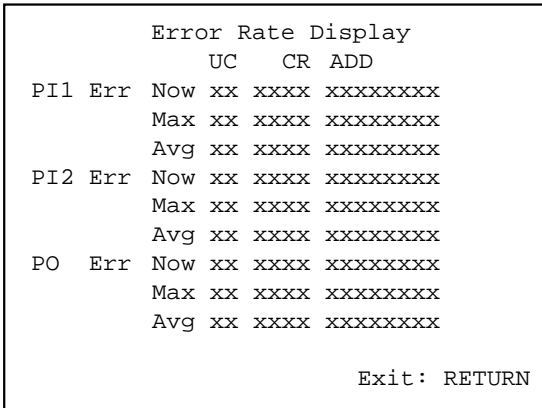 Error Rate Display
UC CR ADD
PI1 Err Now xx xxxx xxxxxxxx
Max xx xxxx xxxxxxxx
Avg xx xxxx xxxxxxxx
PI2 Err Now xx xxxx xxxxxxxx
Max xx xxxx xxxxxxxx
Avg xx xxxx xxxxxxxx
PO Err Now xx xxxx xxxxxxxx
Max xx xxxx xxxxxxxx
Avg xx xxxx xxxxxxxx
Exit: RETURN